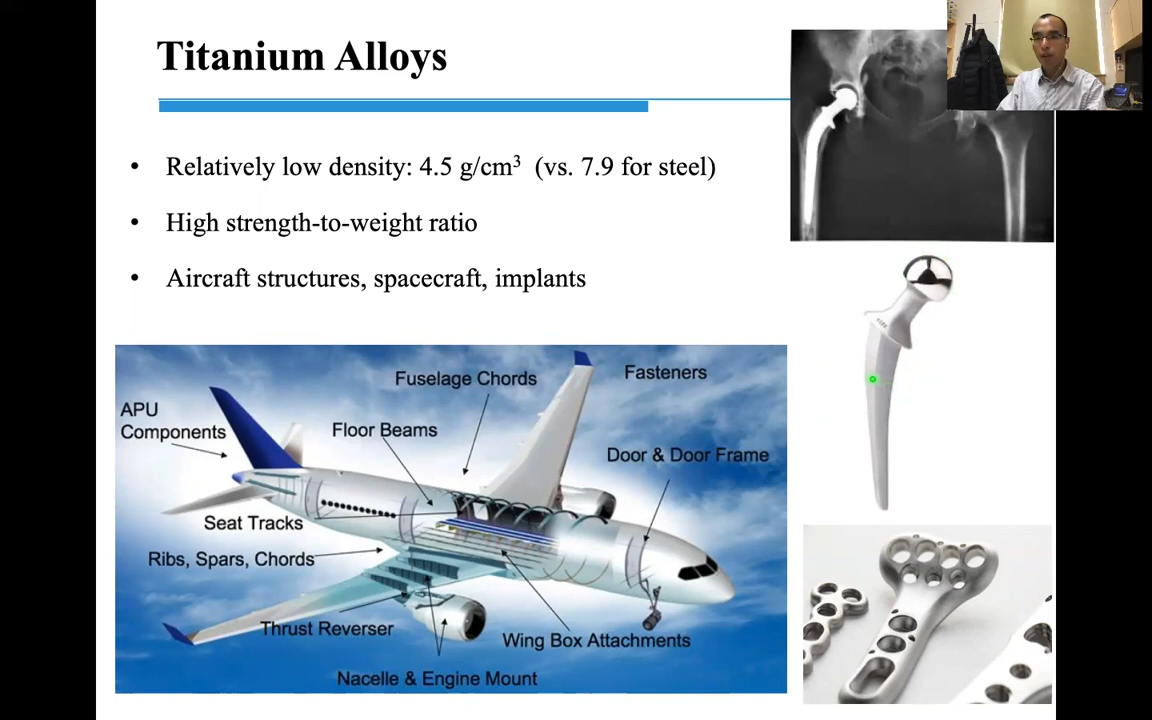 Titanium Alloys
• Relatively low density: 4.5 g/cm³ (vs. 7.9 for steel)
• High strength-to-weight ratio
• Aircraft structures, spacecraft, implants
Fuselage Chords
Fasteners
APU
Components
Floor Beams
Door & Door Frame
Seat Tracks
Ribs, Spars, Chords
Thrust Reverser
Wing Box Attachments
Nacelle & Engine Mount